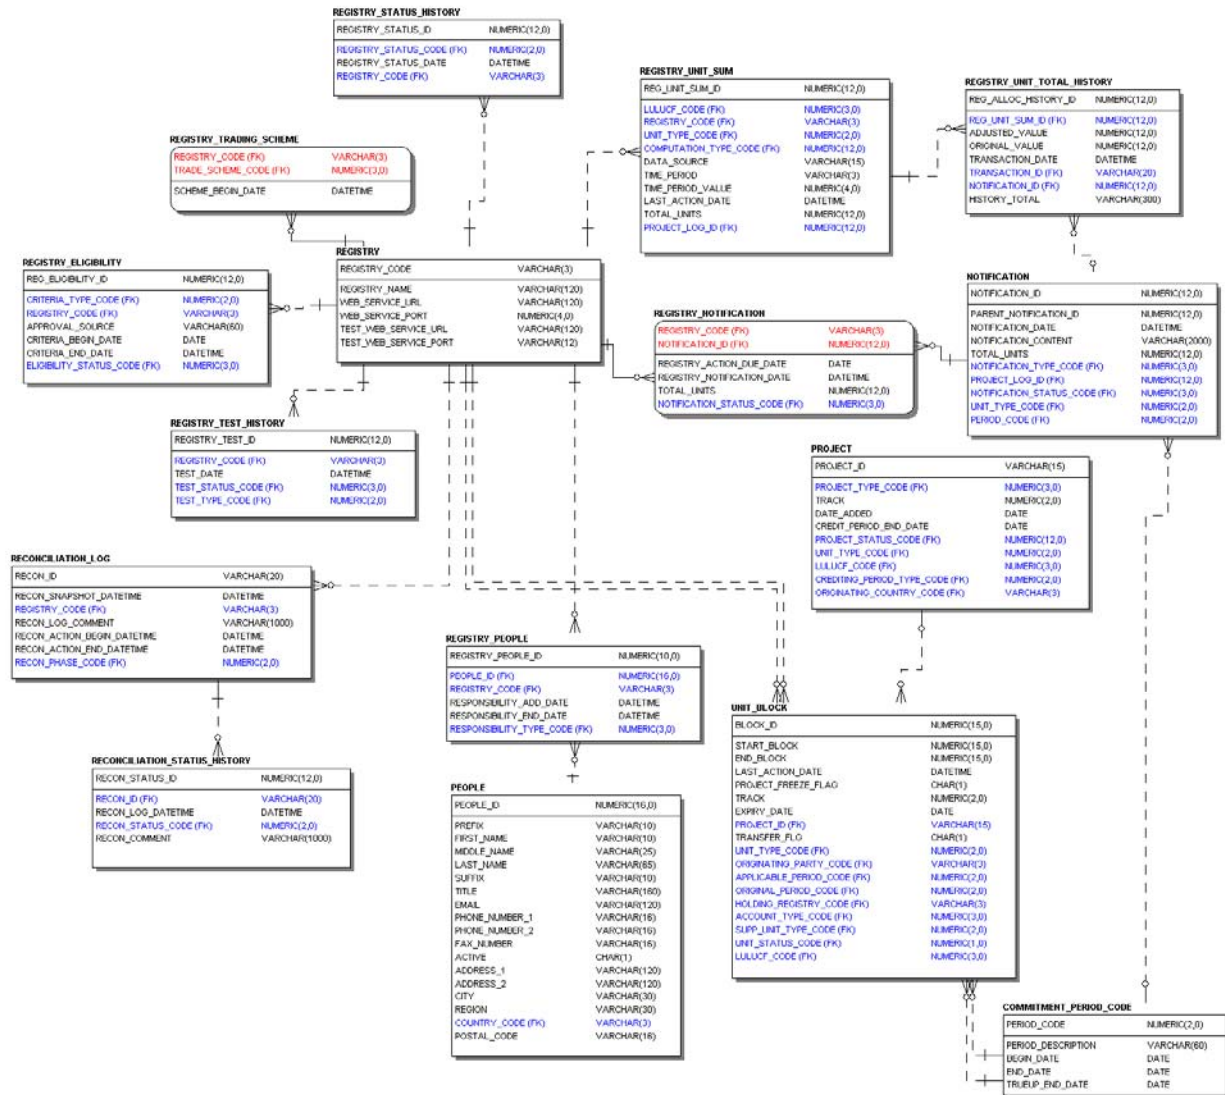 REGISTRY_STATUS_HISTORY
REGISTRY_STATUS_ID NUMERIC(12,0)
REGISTRY_STATUS_CODE (FK) NUMERIC(2,0)
REGISTRY_STATUS_DATE DATETIME
REGISTRY_CODE (FK) VARCHAR(3)
REGISTRY_UNIT_SUM
REG_UNIT_SUM_ID NUMERIC(12,0)
LULUCF_CODE (FK) NUMERIC(3,0)
REGISTRY_CODE (FK) VARCHAR(3)
UNIT_TYPE_CODE (FK) NUMERIC(2,0)
COMPUTATION_TYPE_CODE (FK) NUMERIC(12,0)
DATA_SOURCE VARCHAR(15)
TIME_PERIOD VARCHAR(3)
TIME_PERIOD_VALUE NUMERIC(4,0)
LAST_ACTION_DATE DATETIME
TOTAL_UNITS NUMERIC(12,0)
PROJECT_LOG_ID (FK) NUMERIC(12,0)
REGISTRY_UNIT_TOTAL_HISTORY
REG_ALLOC_HISTORY_ID NUMERIC(12,0)
REG_UNIT_SUM_ID (FK) NUMERIC(12,0)
ADJUSTED_VALUE NUMERIC(12,0)
ORIGINAL_VALUE NUMERIC(12,0)
TRANSACTION_DATE DATETIME
TRANSACTION_ID (FK) VARCHAR(20)
NOTIFICATION_ID (FK) NUMERIC(12,0)
HISTORY_TOTAL VARCHAR(300)
REGISTRY_TRADING_SCHEME
REGISTRY_CODE (FK) VARCHAR(3)
TRADE_SCHEME_CODE (FK) NUMERIC(3,0)
SCHEME_BEGIN_DATE DATETIME
REGISTRY
REGISTRY_CODE VARCHAR(3)
REGISTRY_NAME VARCHAR(120)
WEB_SERVICE_URL VARCHAR(120)
WEB_SERVICE_PORT NUMERIC(4,0)
TEST_WEB_SERVICE_URL VARCHAR(120)
TEST_WEB_SERVICE_PORT VARCHAR(12)
REGISTRY_ELIGIBILITY
REG_ELIGIBILITY_ID NUMERIC(12,0)
CRITERIA_TYPE_CODE (FK) NUMERIC(2,0)
REGISTRY_CODE (FK) VARCHAR(3)
APPROVAL_SOURCE VARCHAR(60)
CRITERIA_BEGIN_DATE DATE
CRITERIA_END_DATE DATETIME
ELIGIBILITY_STATUS_CODE (FK) NUMERIC(3,0)
NOTIFICATION
NOTIFICATION_ID NUMERIC(12,0)
PARENT_NOTIFICATION_ID NUMERIC(12,0)
NOTIFICATION_DATE DATETIME
NOTIFICATION_CONTENT VARCHAR(2000)
TOTAL_UNITS NUMERIC(12,0)
NOTIFICATION_TYPE_CODE (FK) NUMERIC(3,0)
PROJECT_LOG_ID (FK) NUMERIC(12,0)
NOTIFICATION_STATUS_CODE (FK) NUMERIC(3,0)
UNIT_TYPE_CODE (FK) NUMERIC(2,0)
PERIOD_CODE (FK) NUMERIC(2,0)
REGISTRY_NOTIFICATION
REGISTRY_CODE (FK) VARCHAR(3)
NOTIFICATION_ID (FK) NUMERIC(12,0)
REGISTRY_ACTION_DUE_DATE DATE
REGISTRY_NOTIFICATION_DATE DATETIME
TOTAL_UNITS NUMERIC(12,0)
NOTIFICATION_STATUS_CODE (FK) NUMERIC(3,0)
REGISTRY_TEST_HISTORY
REGISTRY_TEST_ID NUMERIC(12,0)
REGISTRY_CODE (FK) VARCHAR(3)
TEST_DATE DATETIME
TEST_STATUS_CODE (FK) NUMERIC(3,0)
TEST_TYPE_CODE (FK) NUMERIC(2,0)
PROJECT
PROJECT_ID VARCHAR(15)
PROJECT_TYPE_CODE (FK) NUMERIC(3,0)
TRACK NUMERIC(2,0)
DATE_ADDED DATE
CREDIT_PERIOD_END_DATE DATE
PROJECT_STATUS_CODE (FK) NUMERIC(12,0)
UNIT_TYPE_CODE (FK) NUMERIC(2,0)
LULUCF_CODE (FK) NUMERIC(3,0)
CREDITING_PERIOD_TYPE_CODE (FK) NUMERIC(2,0)
ORIGINATING_COUNTRY_CODE (FK) VARCHAR(3)
RECONCILIATION_LOG
RECON_ID VARCHAR(20)
RECON_SNAPSHOT_DATETIME DATETIME
REGISTRY_CODE (FK) VARCHAR(3)
RECON_LOG_COMMENT VARCHAR(1000)
RECON_ACTION_BEGIN_DATETIME DATETIME
RECON_ACTION_END_DATETIME DATETIME
RECON_PHASE_CODE (FK) NUMERIC(2,0)
REGISTRY_PEOPLE
REGISTRY_PEOPLE_ID NUMERIC(10,0)
PEOPLE_ID (FK) NUMERIC(16,0)
REGISTRY_CODE (FK) VARCHAR(3)
RESPONSIBILITY_ADD_DATE DATETIME
RESPONSIBILITY_END_DATE DATETIME
RESPONSIBILITY_TYPE_CODE (FK) NUMERIC(3,0)
UNIT_BLOCK
BLOCK_ID NUMERIC(15,0)
START_BLOCK NUMERIC(15,0)
END_BLOCK NUMERIC(15,0)
LAST_ACTION_DATE DATETIME
PROJECT_FREEZE_FLAG CHAR(1)
TRACK NUMERIC(2,0)
EXPIRY_DATE DATE
PROJECT_ID (FK) VARCHAR(15)
TRANSFER_FLG CHAR(1)
UNIT_TYPE_CODE (FK) NUMERIC(2,0)
ORIGINATING_PARTY_CODE (FK) VARCHAR(3)
APPLICABLE_PERIOD_CODE (FK) NUMERIC(2,0)
ORIGINAL_PERIOD_CODE (FK) NUMERIC(2,0)
HOLDING_REGISTRY_CODE (FK) VARCHAR(3)
ACCOUNT_TYPE_CODE (FK) NUMERIC(3,0)
SUPP_UNIT_TYPE_CODE (FK) NUMERIC(2,0)
UNIT_STATUS_CODE (FK) NUMERIC(1,0)
LULUCF_CODE (FK) NUMERIC(3,0)
RECONCILIATION_STATUS_HISTORY
RECON_STATUS_ID NUMERIC(12,0)
RECON_ID (FK) VARCHAR(20)
RECON_LOG_DATETIME DATETIME
RECON_STATUS_CODE (FK) NUMERIC(2,0)
RECON_COMMENT VARCHAR(1000)
PEOPLE
PEOPLE_ID NUMERIC(16,0)
PREFIX VARCHAR(10)
FIRST_NAME VARCHAR(10)
MIDDLE_NAME VARCHAR(25)
LAST_NAME VARCHAR(65)
SUFFIX VARCHAR(10)
TITLE VARCHAR(160)
EMAIL VARCHAR(120)
PHONE_NUMBER_1 VARCHAR(16)
PHONE_NUMBER_2 VARCHAR(16)
FAX_NUMBER VARCHAR(16)
ACTIVE CHAR(1)
ADDRESS_1 VARCHAR(120)
ADDRESS_2 VARCHAR(120)
CITY VARCHAR(30)
REGION VARCHAR(30)
COUNTRY_CODE (FK) VARCHAR(3)
POSTAL_CODE VARCHAR(16)
COMMITMENT_PERIOD_CODE
PERIOD_CODE NUMERIC(2,0)
PERIOD_DESCRIPTION VARCHAR(60)
BEGIN_DATE DATE
END_DATE DATE
TRUEUP_END_DATE DATE